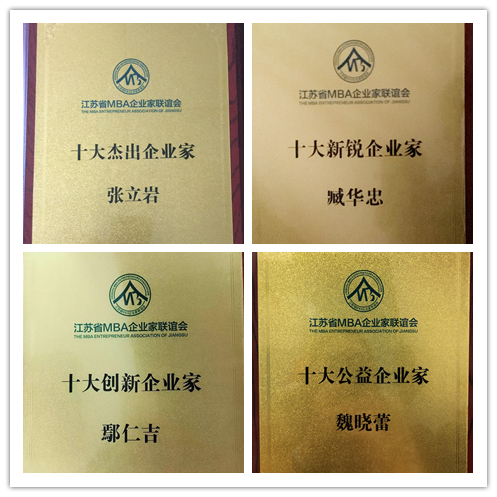 江苏省MBA企业家联谊会
THE MBA ENTREPRENEUR ASSOCIATION OF JIANGSU
十大杰出企业家
张立岩
江苏省MBA企业家联谊会
THE MBA ENTREPRENEUR ASSOCIATION OF JIANGSU
十大新锐企业家
臧华忠
江苏省MBA企业家联谊会
THE MBA ENTREPRENEUR ASSOCIATION OF JIANGSU
十大创新企业家
鄢仁吉
江苏省MBA企业家联谊会
THE MBA ENTREPRENEUR ASSOCIATION OF JIANGSU
十大公益企业家
魏晓蕾